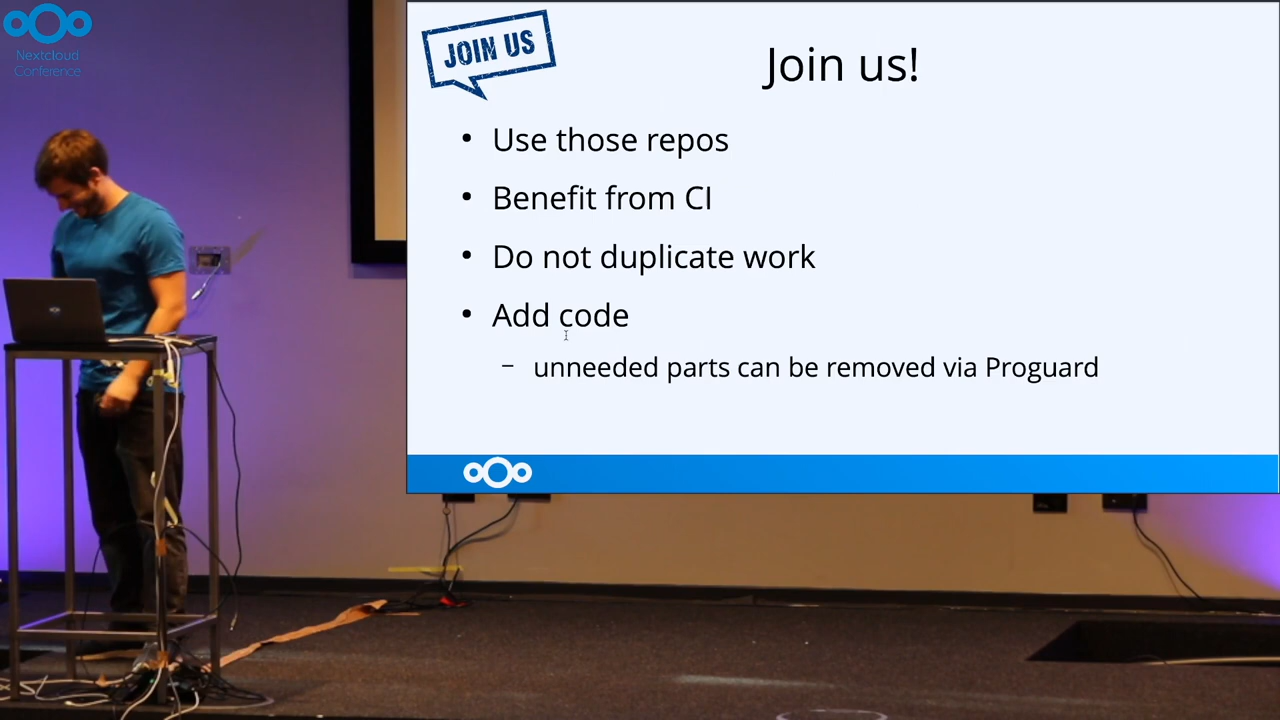 Nextcloud
Conference
JOIN US
Join us!
• Use those repos
• Benefit from CI
• Do not duplicate work
• Add code
– unneeded parts can be removed via Proguard